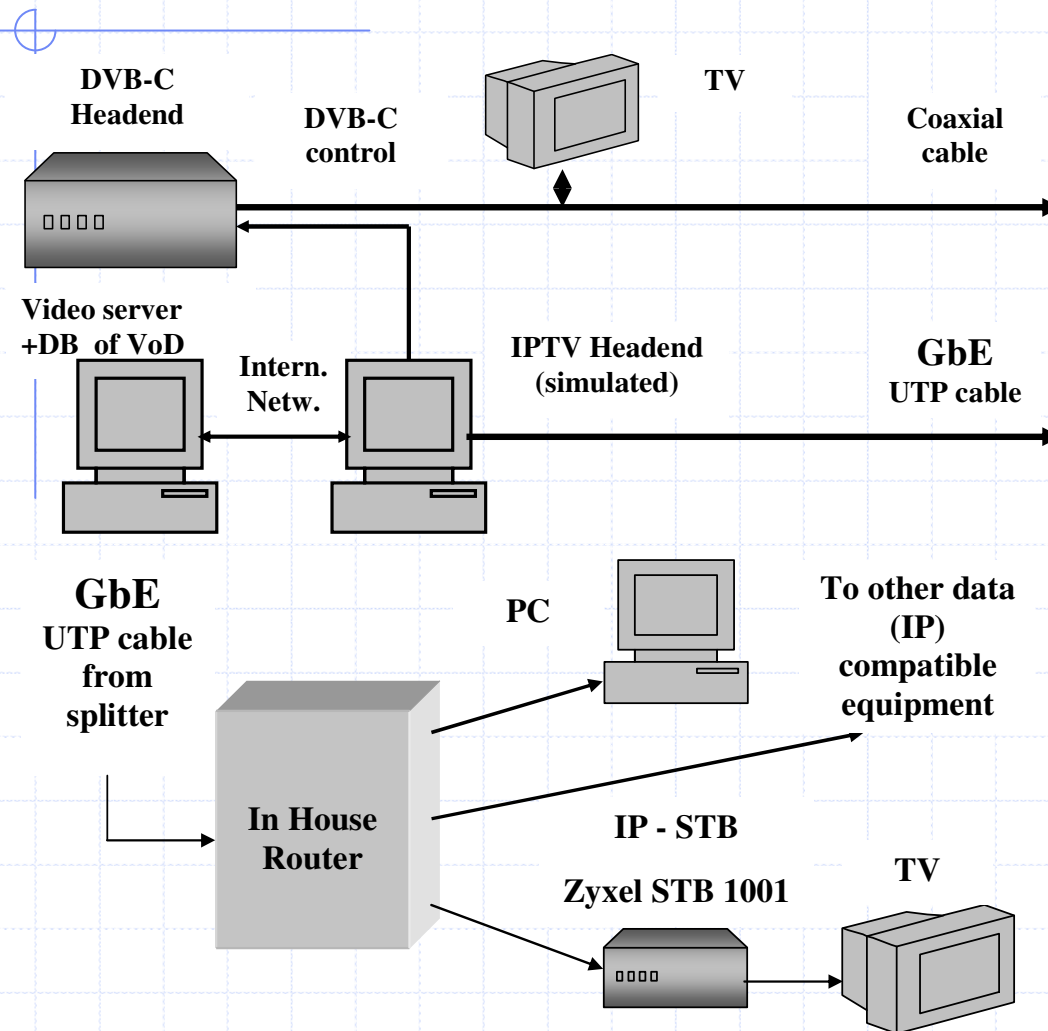 DVB-C
Headend
DVB-C
control
TV
Coaxial
cable
Video server
+DB of VoD
Intern.
Netw.
IPTV Headend
(simulated)
GbE
UTP cable
GbE
UTP cable
from
splitter
PC
To other data
(IP)
compatible
equipment
In House
Router
IP - STB
Zyxel STB 1001
TV